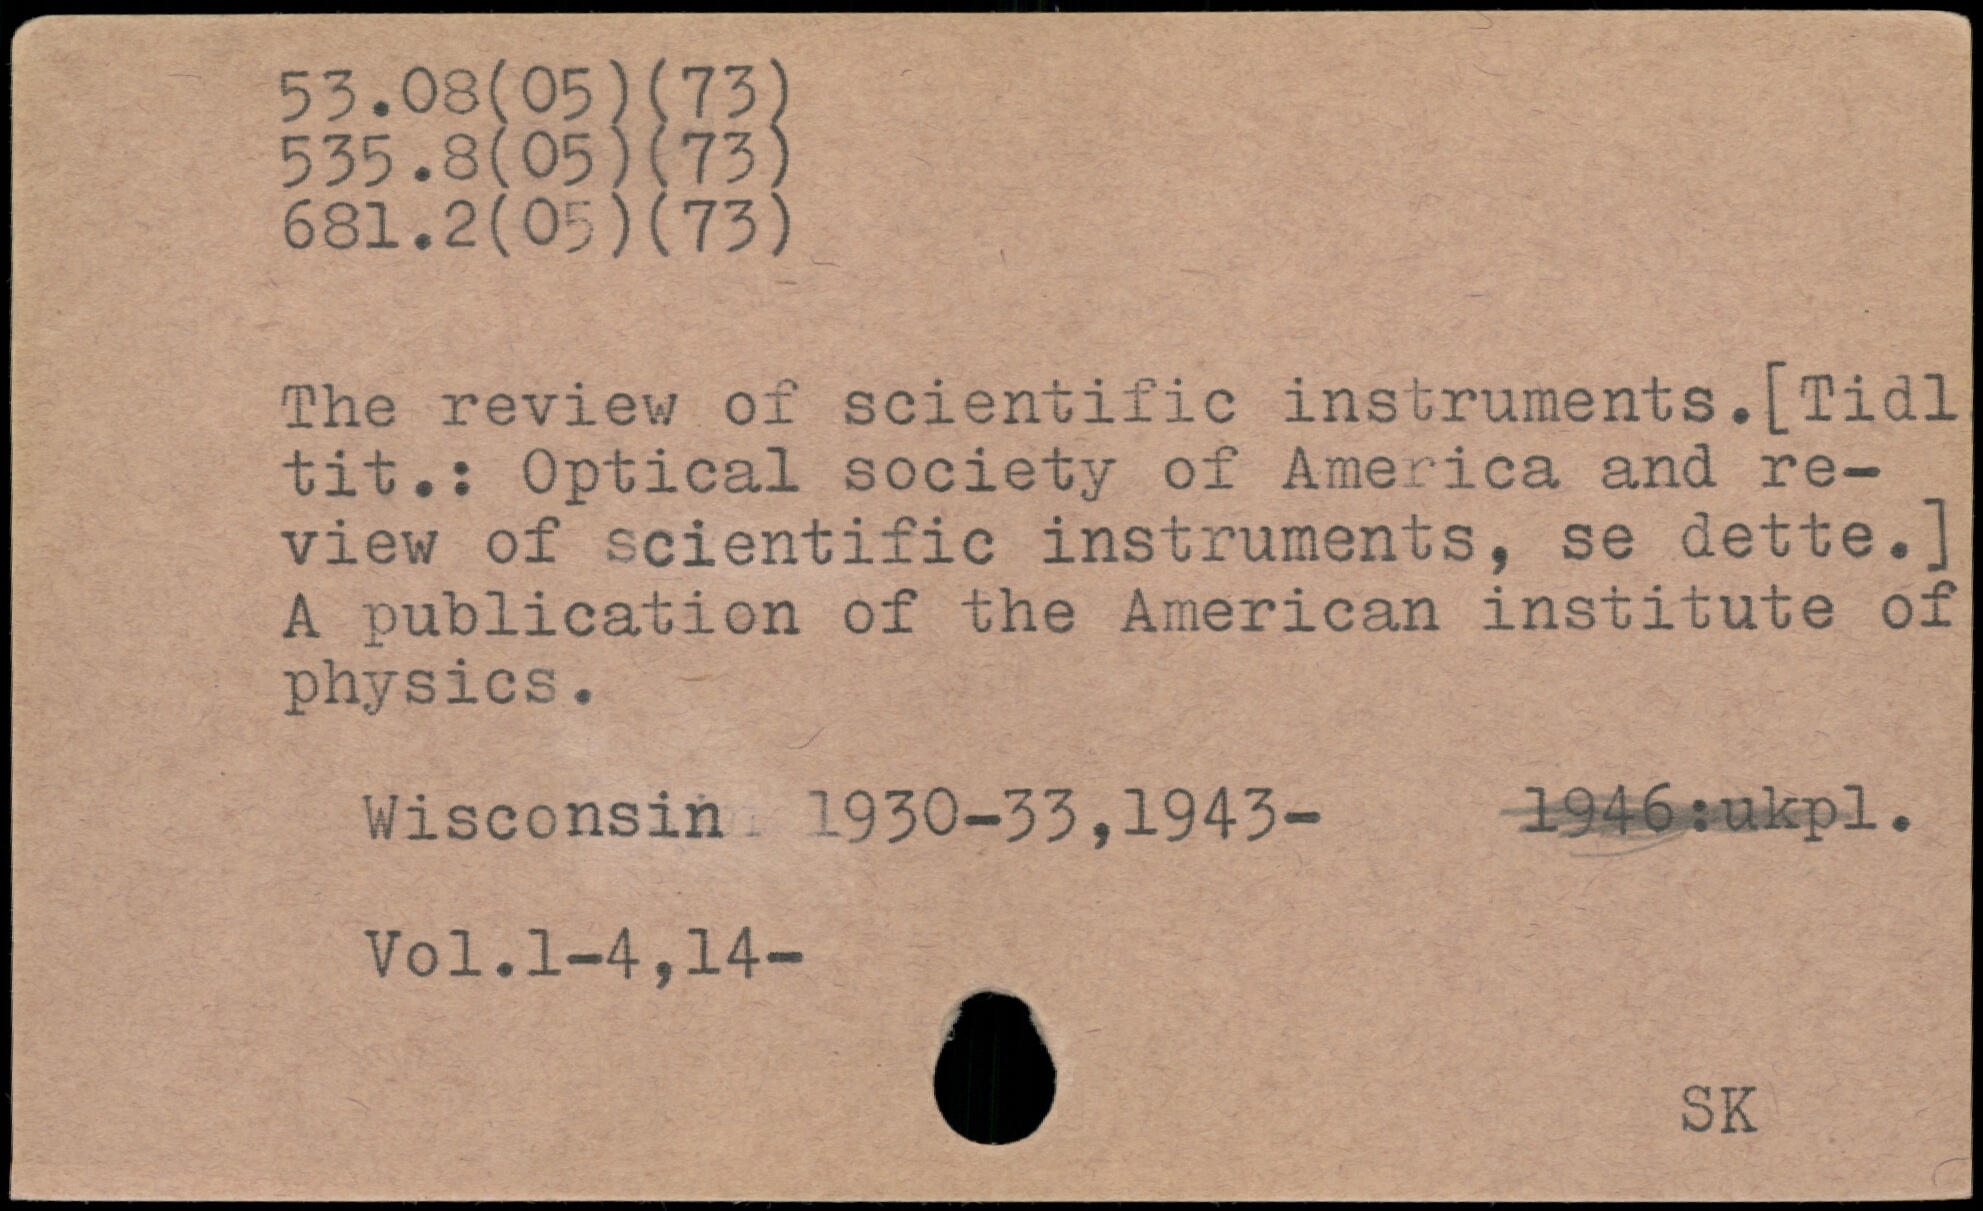 53.08(05)(73)
535.8(05)(73)
681.2(05)(73)
The review of scientific instruments.[Tidl
tit.: Optical society of America and re-
view of scientific instruments, se dette.]
A publication of the American institute of
physics.
Wisconsin 1930-33,1943- 1946:ukpl.
Vol.1-4,14-
SK